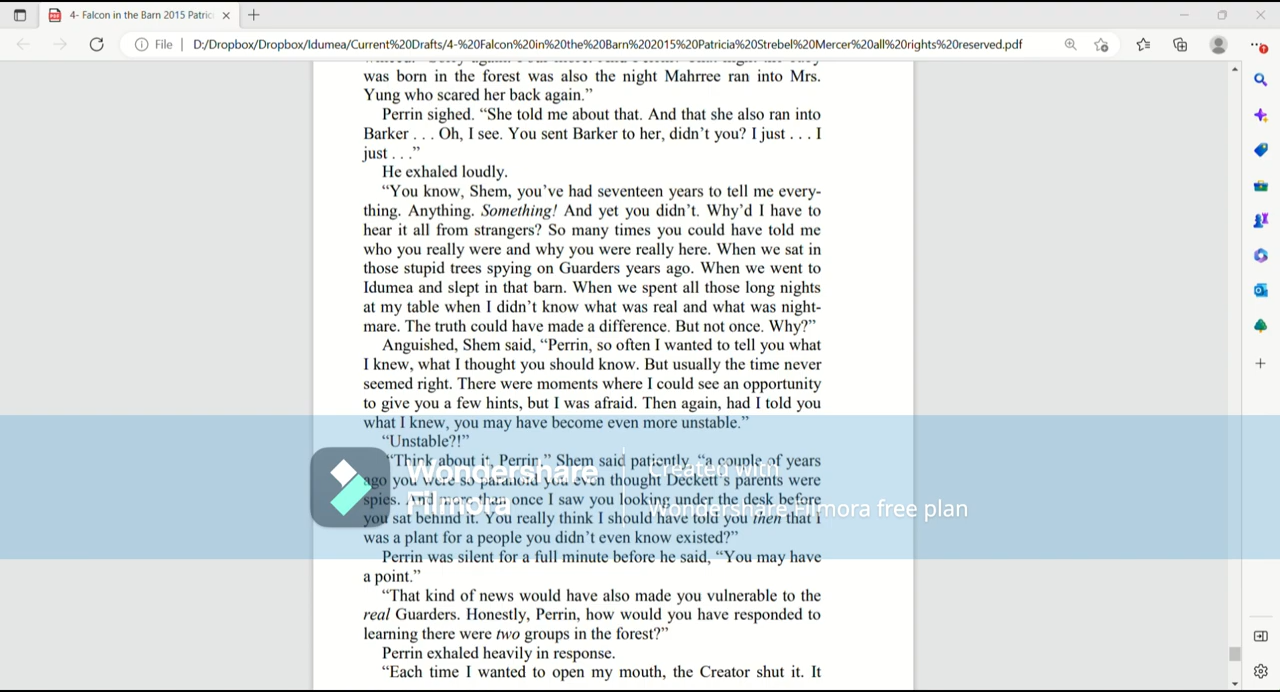 4- Falcon in the Barn 2015 Patric
File | D:/Dropbox/Dropbox/Idumea/Current%20Drafts/4-%20Falcon%20in%20the%20Barn%202015%20Patricia%20Strebel%20Mercer%20all%20rights%20reserved.pdf
was born in the forest was also the night Mahrree ran into Mrs.
Yung who scared her back again.”
Perrin sighed. “She told me about that. And that she also ran into
Barker . . . Oh, I see. You sent Barker to her, didn’t you? I just . . . I
just . . .”
He exhaled loudly.
“You know, Shem, you’ve had seventeen years to tell me every-
thing. Anything. Something! And yet you didn’t. Why’d I have to
hear it all from strangers? So many times you could have told me
who you really were and why you were really here. When we sat in
those stupid trees spying on Guarders years ago. When we went to
Idumea and slept in that barn. When we spent all those long nights
at my table when I didn’t know what was real and what was night-
mare. The truth could have made a difference. But not once. Why?”
Anguished, Shem said, “Perrin, so often I wanted to tell you what
I knew, what I thought you should know. But usually the time never
seemed right. There were moments where I could see an opportunity
to give you a few hints, but I was afraid. Then again, had I told you
what I knew, you may have become even more unstable.”
“Unstable?!”
“Think about it, Perrin,” Shem said patiently, “a couple of years
ago you were so paranoid you even thought Deckett’s parents were
spies. And more than once I saw you looking under the desk before
you sat behind it. You really think I should have told you then that I
was a plant for a people you didn’t even know existed?”
Wondershare
Filmora
Created with
Wondershare Filmora free plan
Perrin was silent for a full minute before he said, “You may have
a point.”
“That kind of news would have also made you vulnerable to the
real Guarders. Honestly, Perrin, how would you have responded to
learning there were two groups in the forest?”
Perrin exhaled heavily in response.
“Each time I wanted to open my mouth, the Creator shut it. It